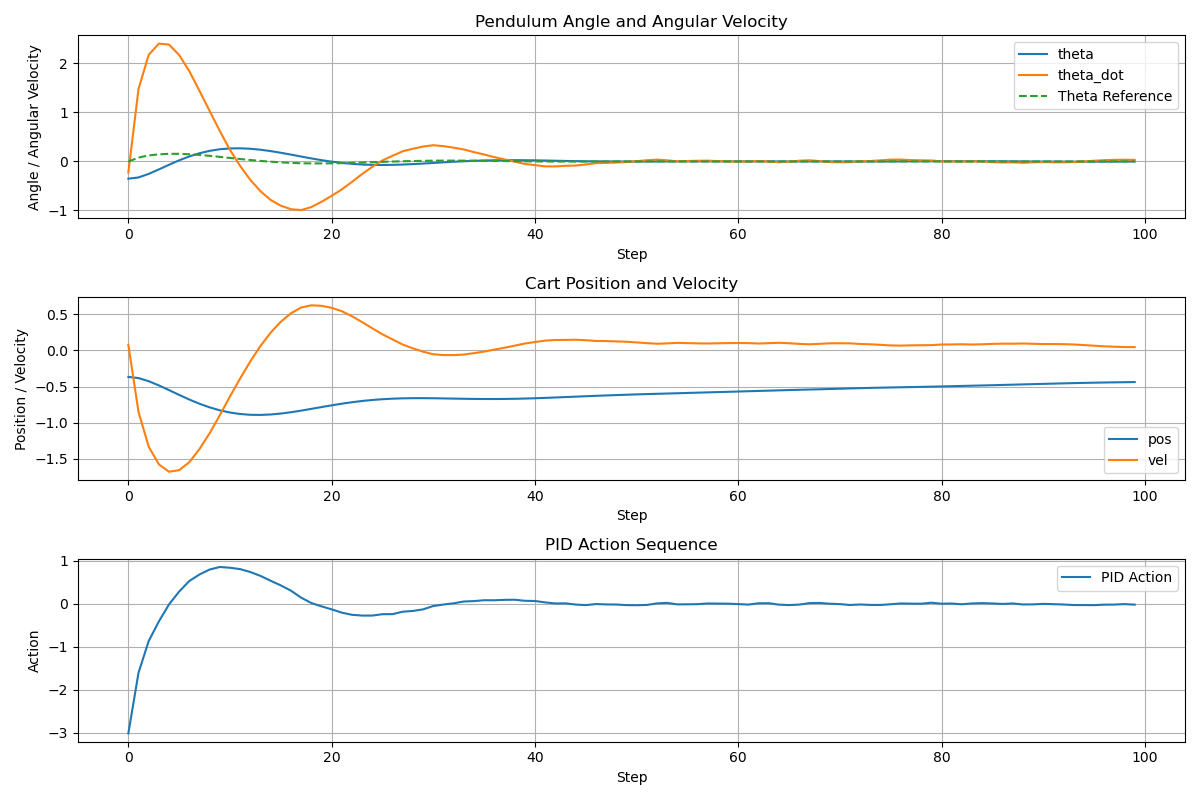 Pendulum Angle and Angular Velocity
Angle / Angular Velocity
2
1
0
−1
theta
theta_dot
Theta Reference
0 20 40 60 80 100
Step
Cart Position and Velocity
Position / Velocity
0.5
0.0
−0.5
−1.0
−1.5
pos
vel
0 20 40 60 80 100
Step
PID Action Sequence
Action
1
0
−1
−2
−3
PID Action
0 20 40 60 80 100
Step